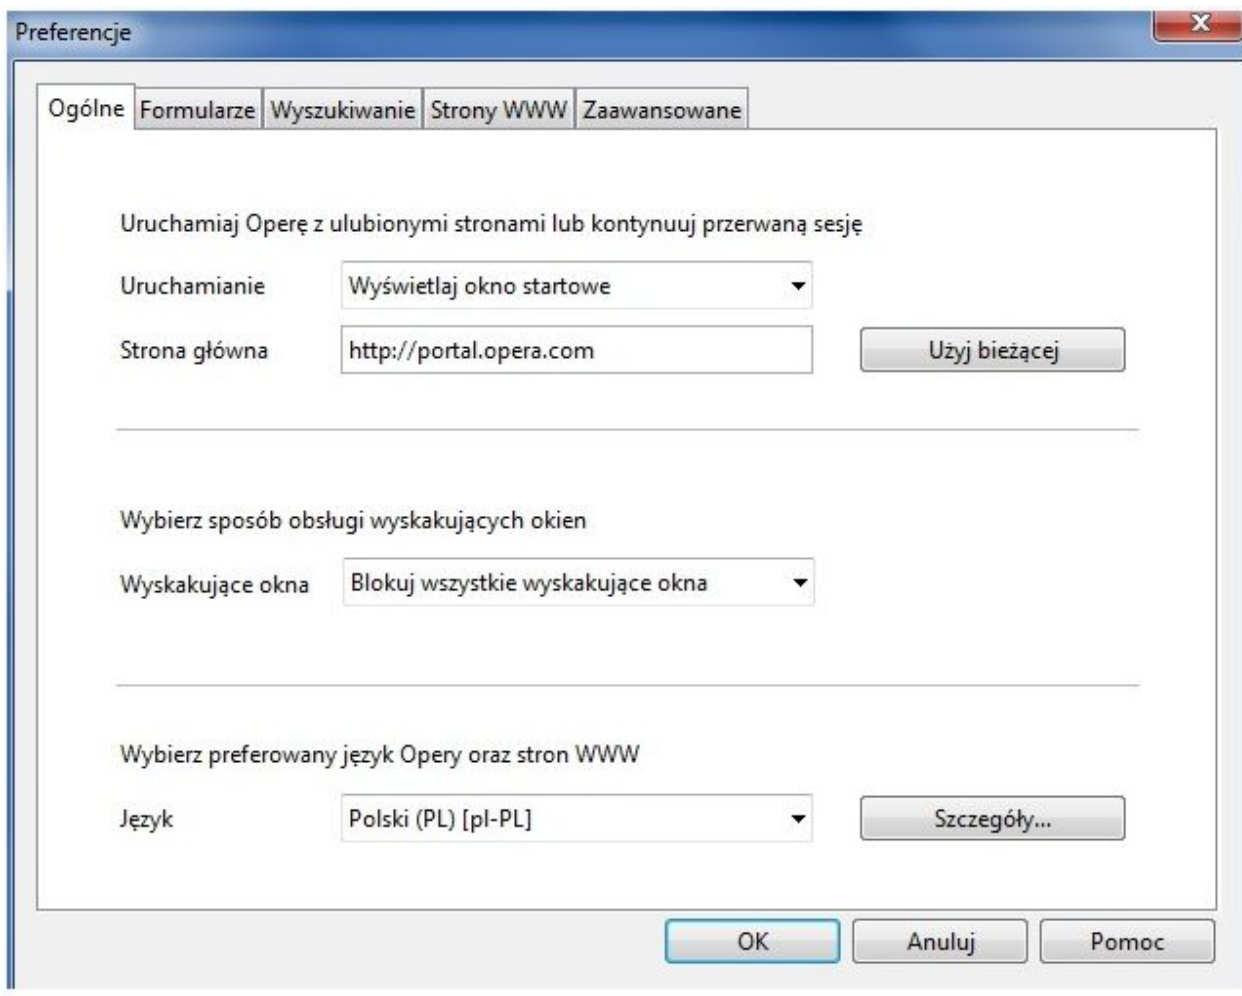 Preferencje
X
Ogólne Formularze Wyszukiwanie Strony WWW Zaawansowane
Uruchamiaj Operę z ulubionymi stronami lub kontynuuj przerwaną sesję
Uruchamianie Wyświetlaj okno startowe
Strona główna http://portal.opera.com Użyj bieżącej
Wybierz sposób obsługi wyskakujących okien
Wyskakujące okna Blokuj wszystkie wyskakujące okna
Wybierz preferowany język Opery oraz stron WWW
Język Polski (PL) [pl-PL] Szczegóły...
OK Anuluj Pomoc